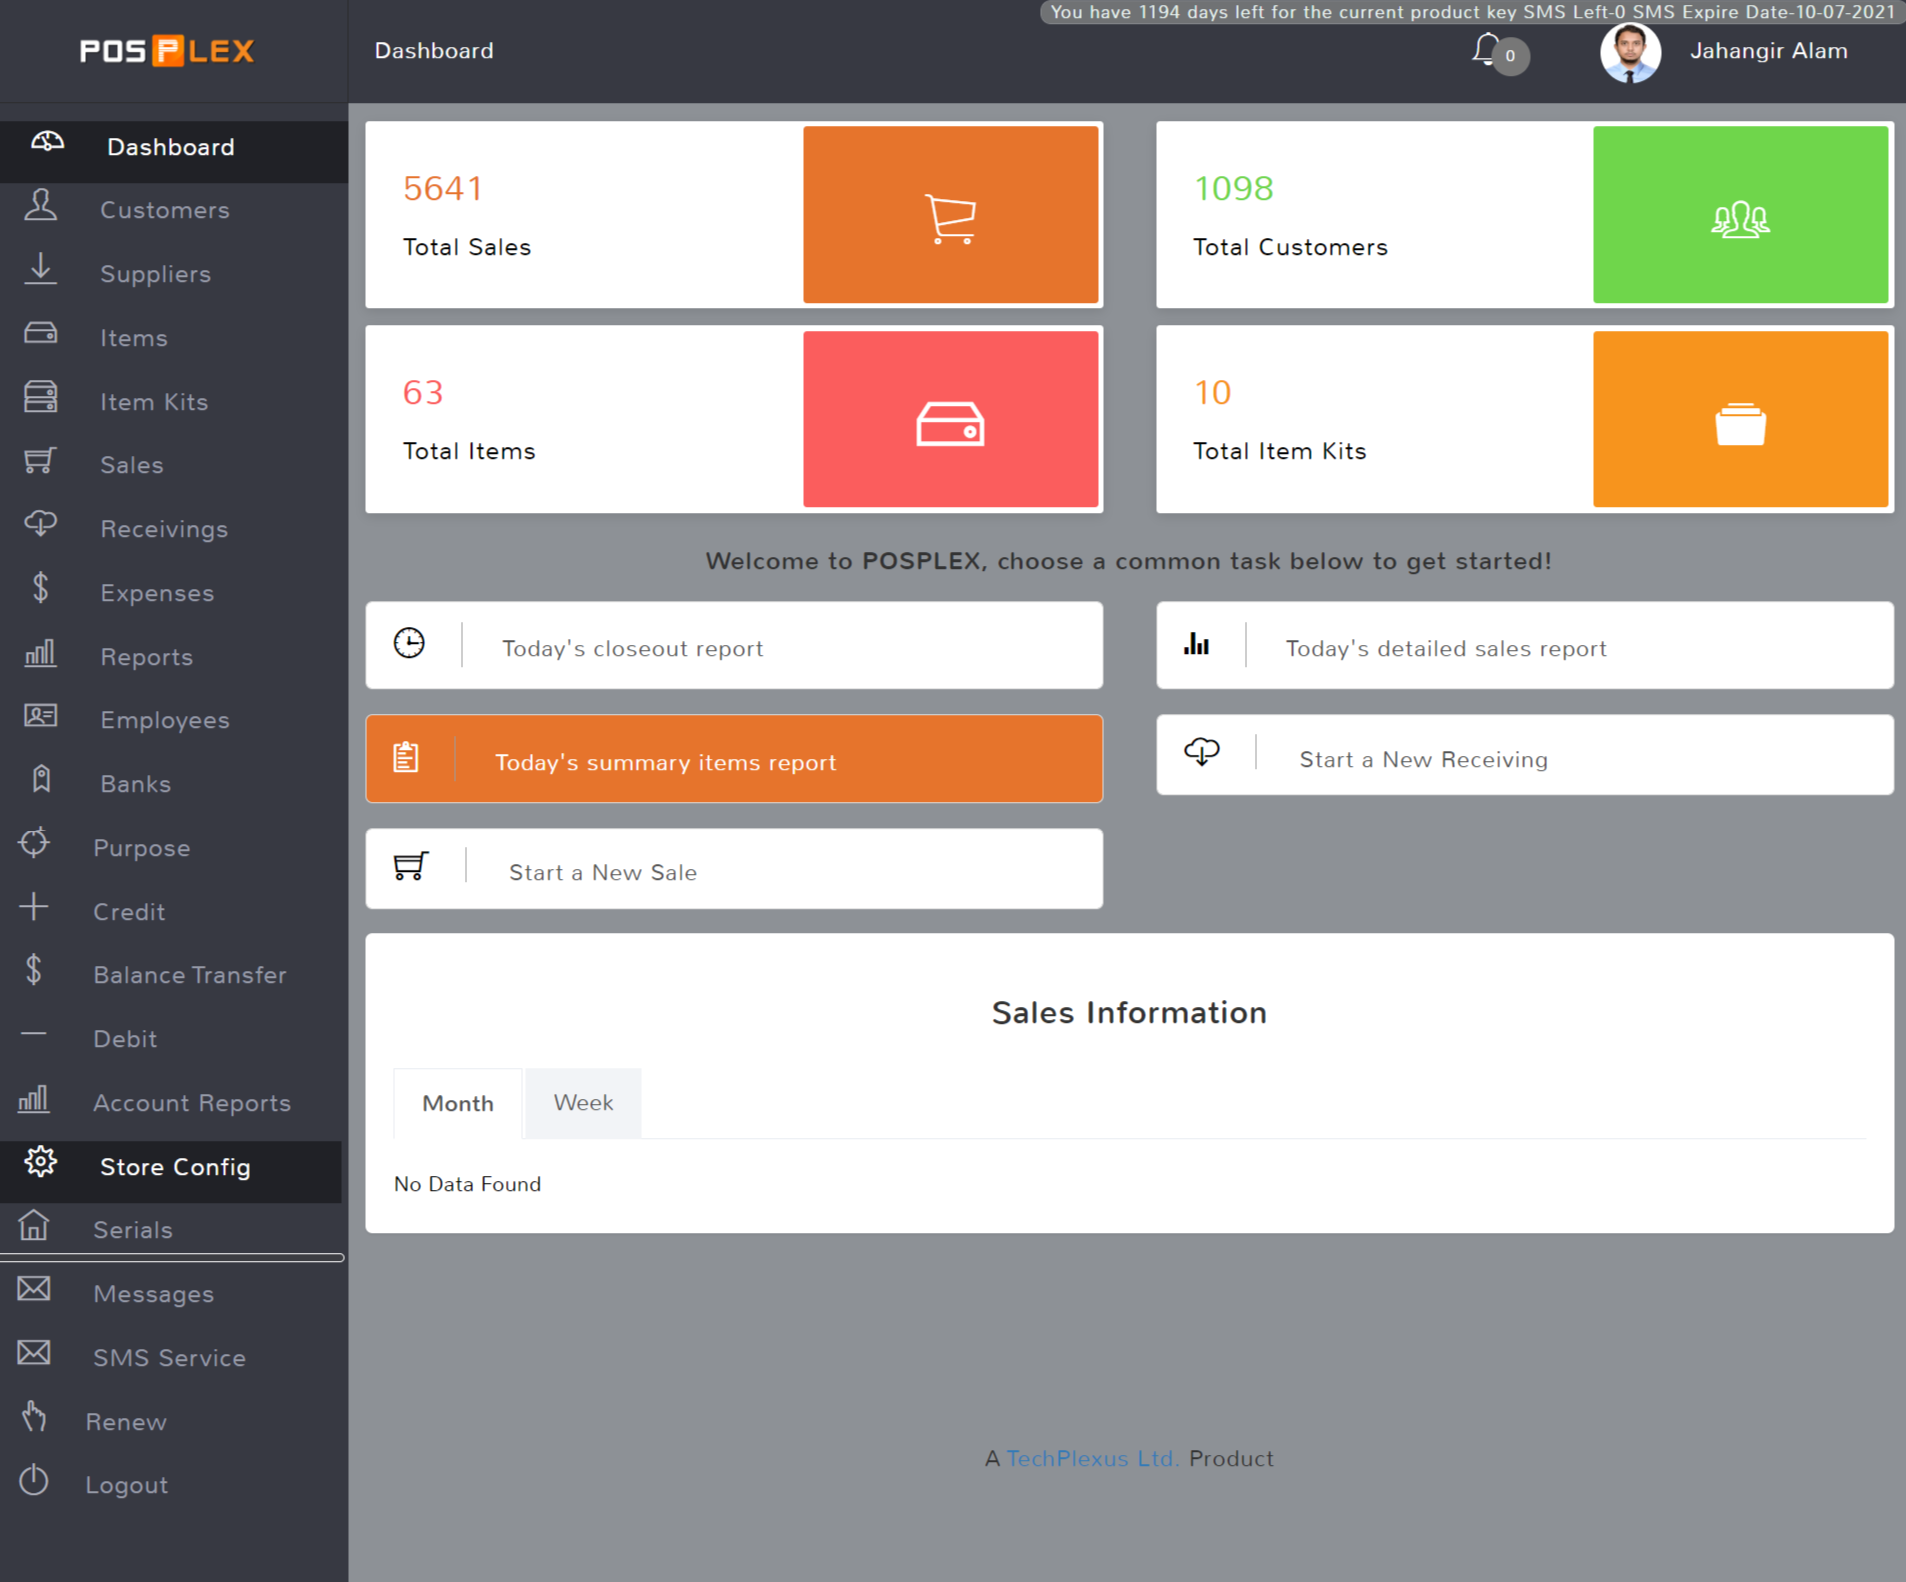 You have 1194 days left for the current product key SMS Left-0 SMS Expire Date-10-07-2021
POSPLEX
Dashboard
0
Jahangir Alam
Dashboard
Customers
Suppliers
Items
Item Kits
Sales
Receivings
Expenses
Reports
Employees
Banks
Purpose
Credit
Balance Transfer
Debit
Account Reports
Store Config
Serials
Messages
SMS Service
Renew
Logout
5641
Total Sales
1098
Total Customers
63
Total Items
10
Total Item Kits
Welcome to POSPLEX, choose a common task below to get started!
Today's closeout report
Today's detailed sales report
Today's summary items report
Start a New Receiving
Start a New Sale
Sales Information
Month
Week
No Data Found
A TechPlexus Ltd. Product